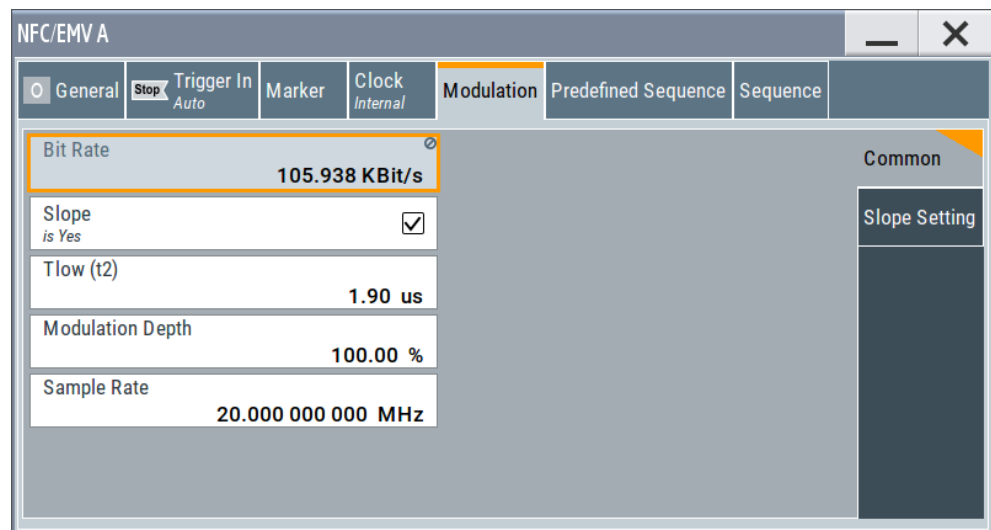 NFC/EMV A
O General Stop Trigger In Auto Marker Clock Internal Modulation Predefined Sequence Sequence
Bit Rate
105.938 KBit/s
Common
Slope
is Yes
Slope Setting
Tlow (t2)
1.90 us
Modulation Depth
100.00 %
Sample Rate
20.000 000 000 MHz